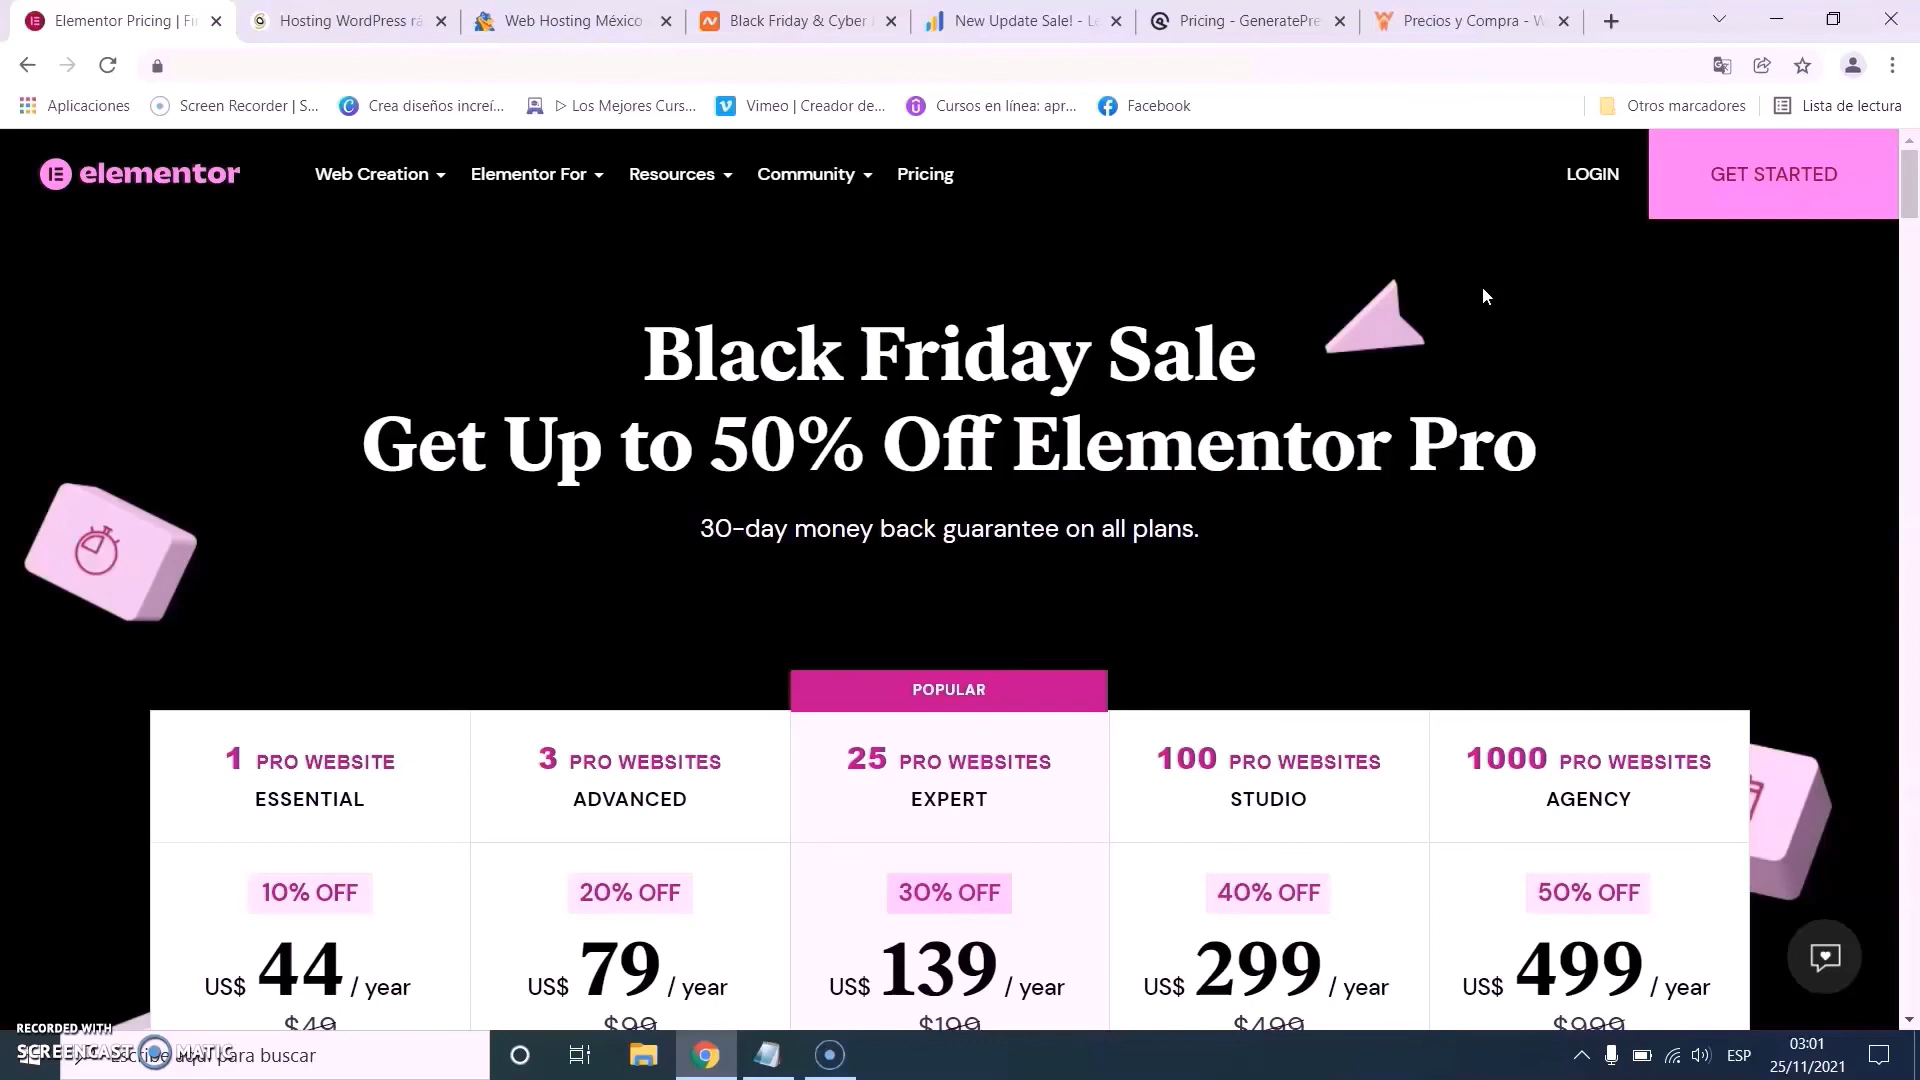 Elementor Pricing | Fi
Hosting WordPress rá
Web Hosting México
Black Friday & Cyber
New Update Sale! - Le
Pricing - GeneratePre
Precios y Compra - W
Aplicaciones
Screen Recorder | S...
Crea diseños increí...
▷ Los Mejores Curs...
Vimeo | Creador de...
Cursos en línea: apr...
Facebook
Otros marcadores
Lista de lectura
elementor
Web Creation
Elementor For
Resources
Community
Pricing
LOGIN
GET STARTED
Black Friday Sale
Get Up to 50% Off Elementor Pro
30-day money back guarantee on all plans.
POPULAR
1 PRO WEBSITE
ESSENTIAL
3 PRO WEBSITES
ADVANCED
25 PRO WEBSITES
EXPERT
100 PRO WEBSITES
STUDIO
1000 PRO WEBSITES
AGENCY
10% OFF
20% OFF
30% OFF
40% OFF
50% OFF
US$ 44 / year
US$ 79 / year
US$ 139 / year
US$ 299 / year
US$ 499 / year
$49
$99
$199
$499
$999
RECORDED WITH
SCREENCAST MATIC
Escribe aquí para buscar
ESP
03:01
25/11/2021